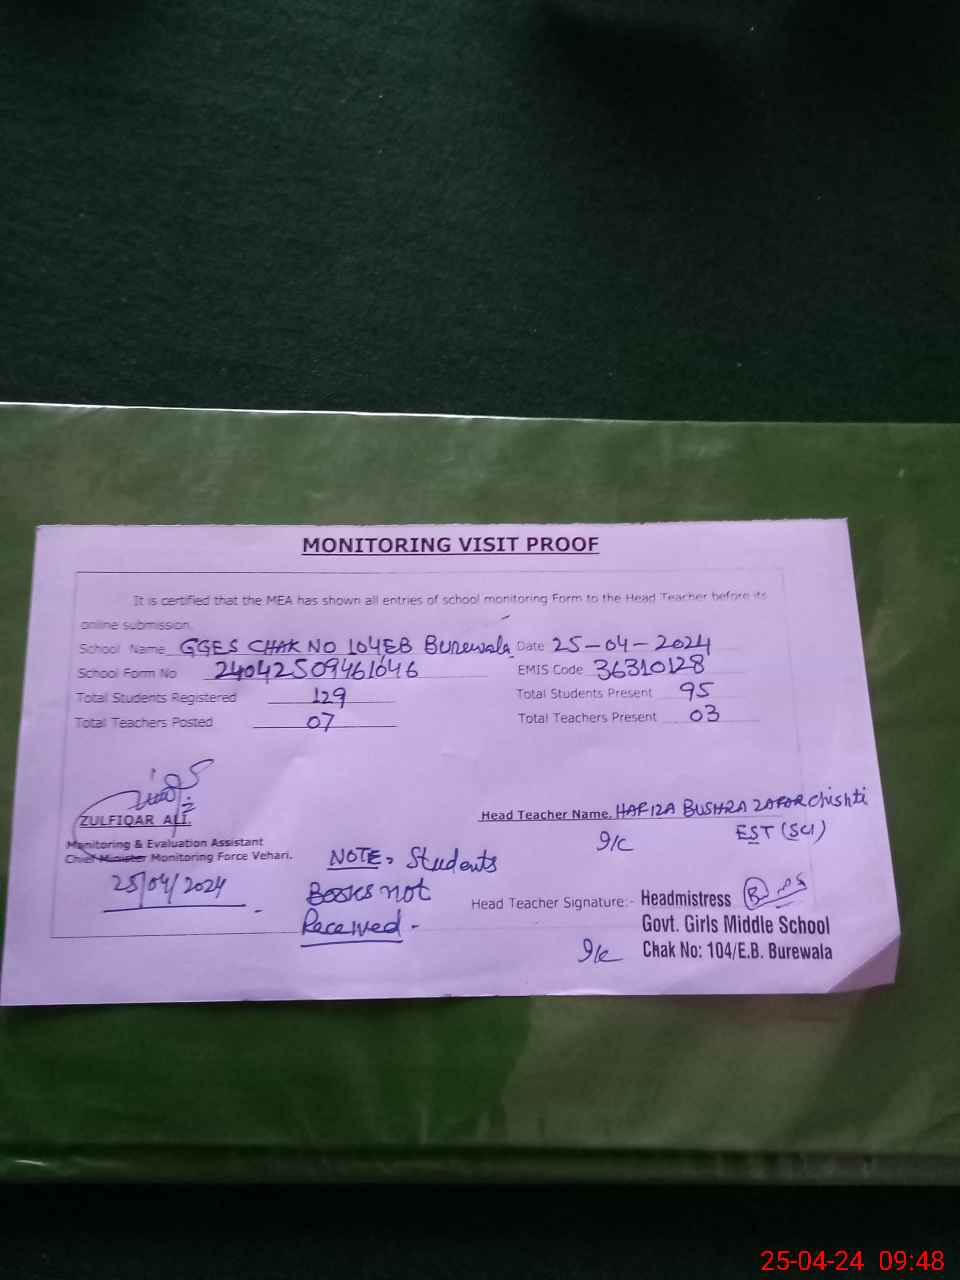 MONITORING VISIT PROOF
It is certified that the MEA has shown all entries of school monitoring Form to the Head Teacher before its
online submission.
School Name GGES CHAK NO 104EB Burewala Date 25-04-2024
School Form No 24042509461646 EMIS Code 36310128
Total Students Registered 129 Total Students Present 95
Total Teachers Posted 07 Total Teachers Present 03
ZULFIQAR ALI.
Monitoring & Evaluation Assistant
Chief Minister Monitoring Force Vehari.
25/04/2024
Head Teacher Name. HAFIZA BUSHRA ZAFAR Chishti
I/C EST (SCI)
NOTE, Students
Books not
Received -
Head Teacher Signature:- Headmistress
Govt. Girls Middle School
I/c Chak No: 104/E.B. Burewala
25-04-24 09:48